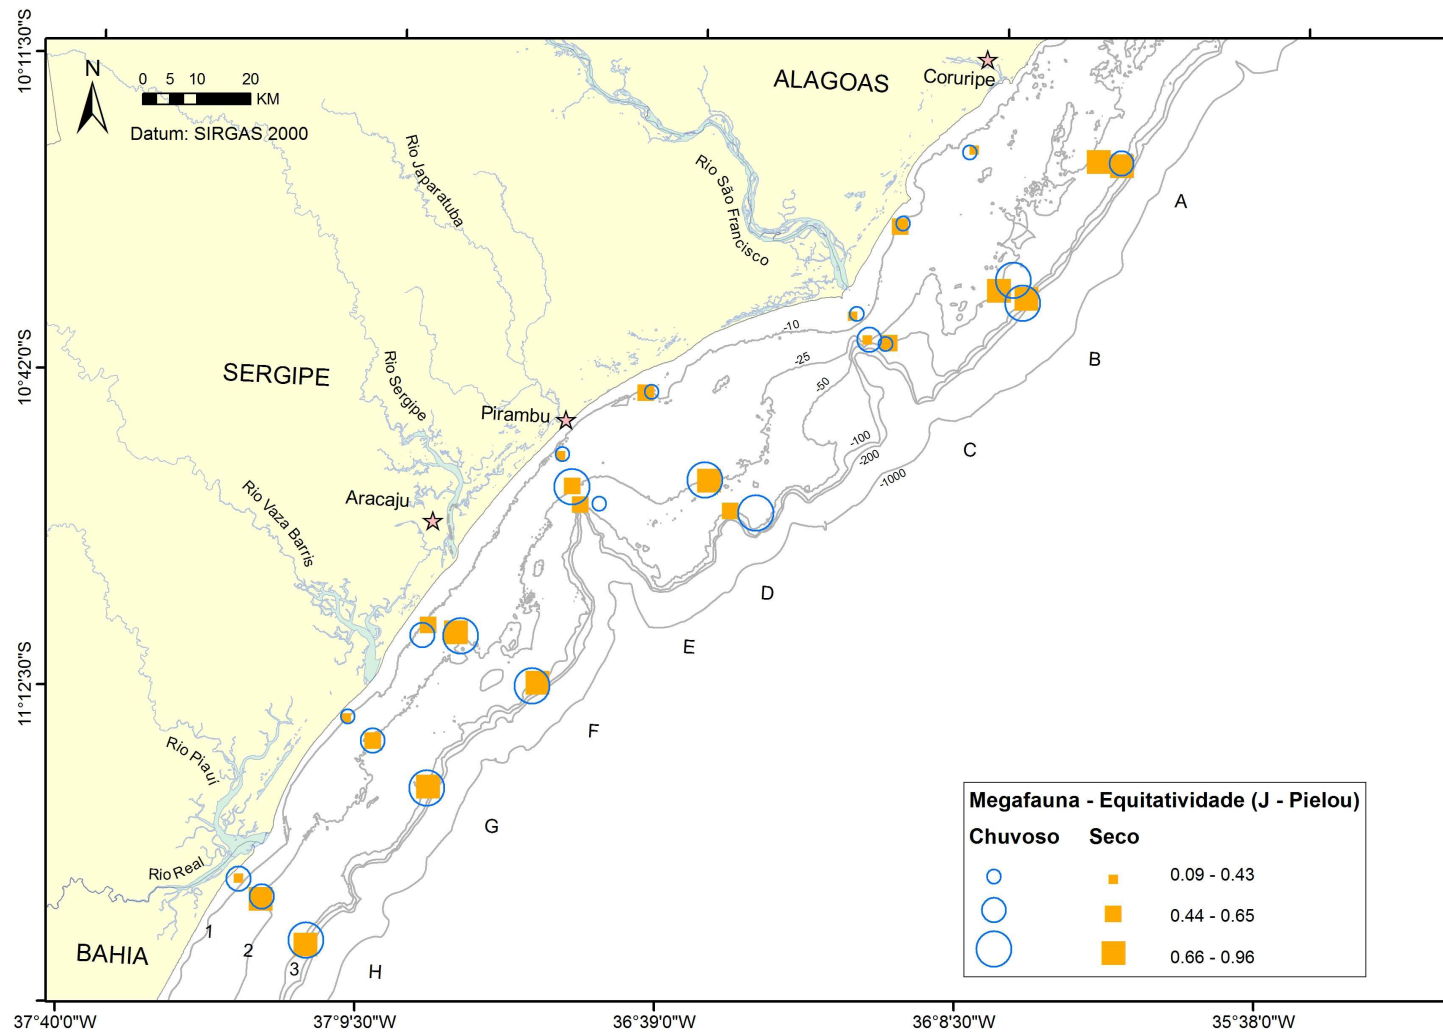 10°11'30"S
N
0 5 10 20
KM
Datum: SIRGAS 2000
ALAGOAS
Coruripe
Rio Japaratuba
Rio São Francisco
A
10°42'0"S
SERGIPE
Rio Sergipe
Pirambu
-10
-25
-50
-100
-200
-1000
B
C
Aracaju
Rio Vaza Barris
D
E
11°12'30"S
F
Rio Piauí
G
Rio Real
BAHIA
1
2
3
H
Megafauna - Equitatividade (J - Pielou)
Chuvoso Seco
0.09 - 0.43
0.44 - 0.65
0.66 - 0.96
37°40'0"W 37°9'30"W 36°39'0"W 36°8'30"W 35°38'0"W